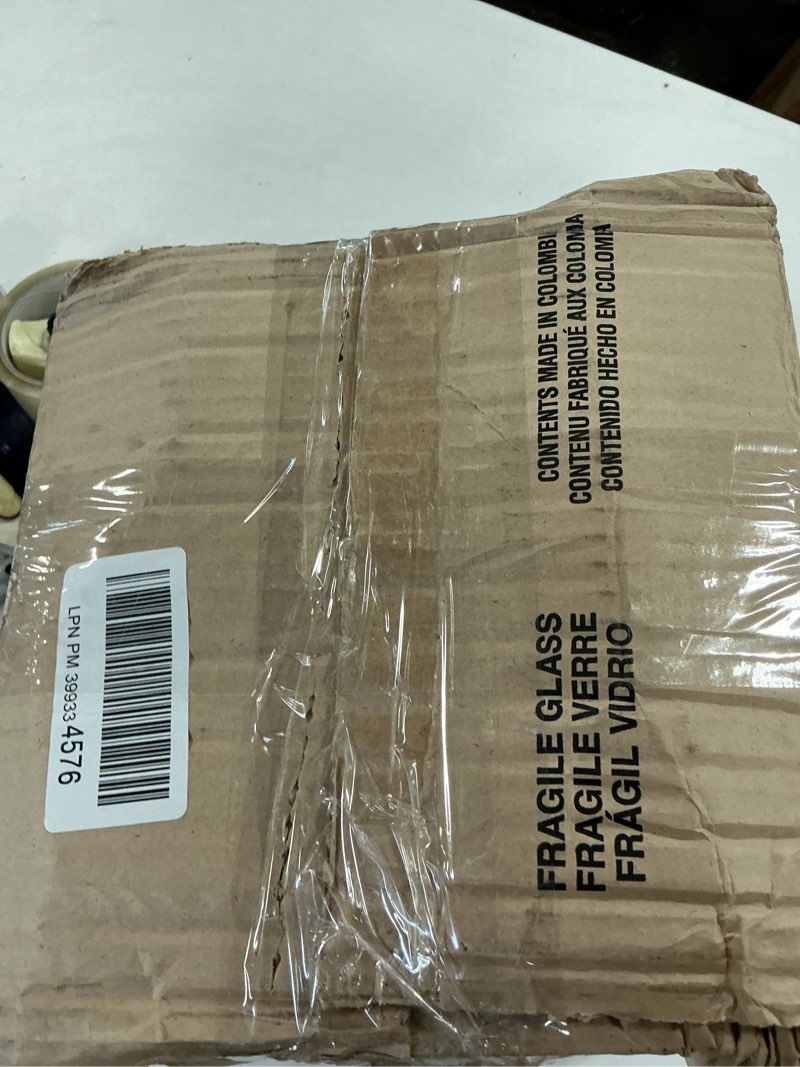 CONTENTS MADE IN COLOMBI
CONTENU FABRIQUÉ AUX COLOMIA
CONTENIDO HECHO EN COLOMIA
FRAGILE GLASS
FRAGILE VERRE
FRÁGIL VIDRIO
LPN PM 39933 4576